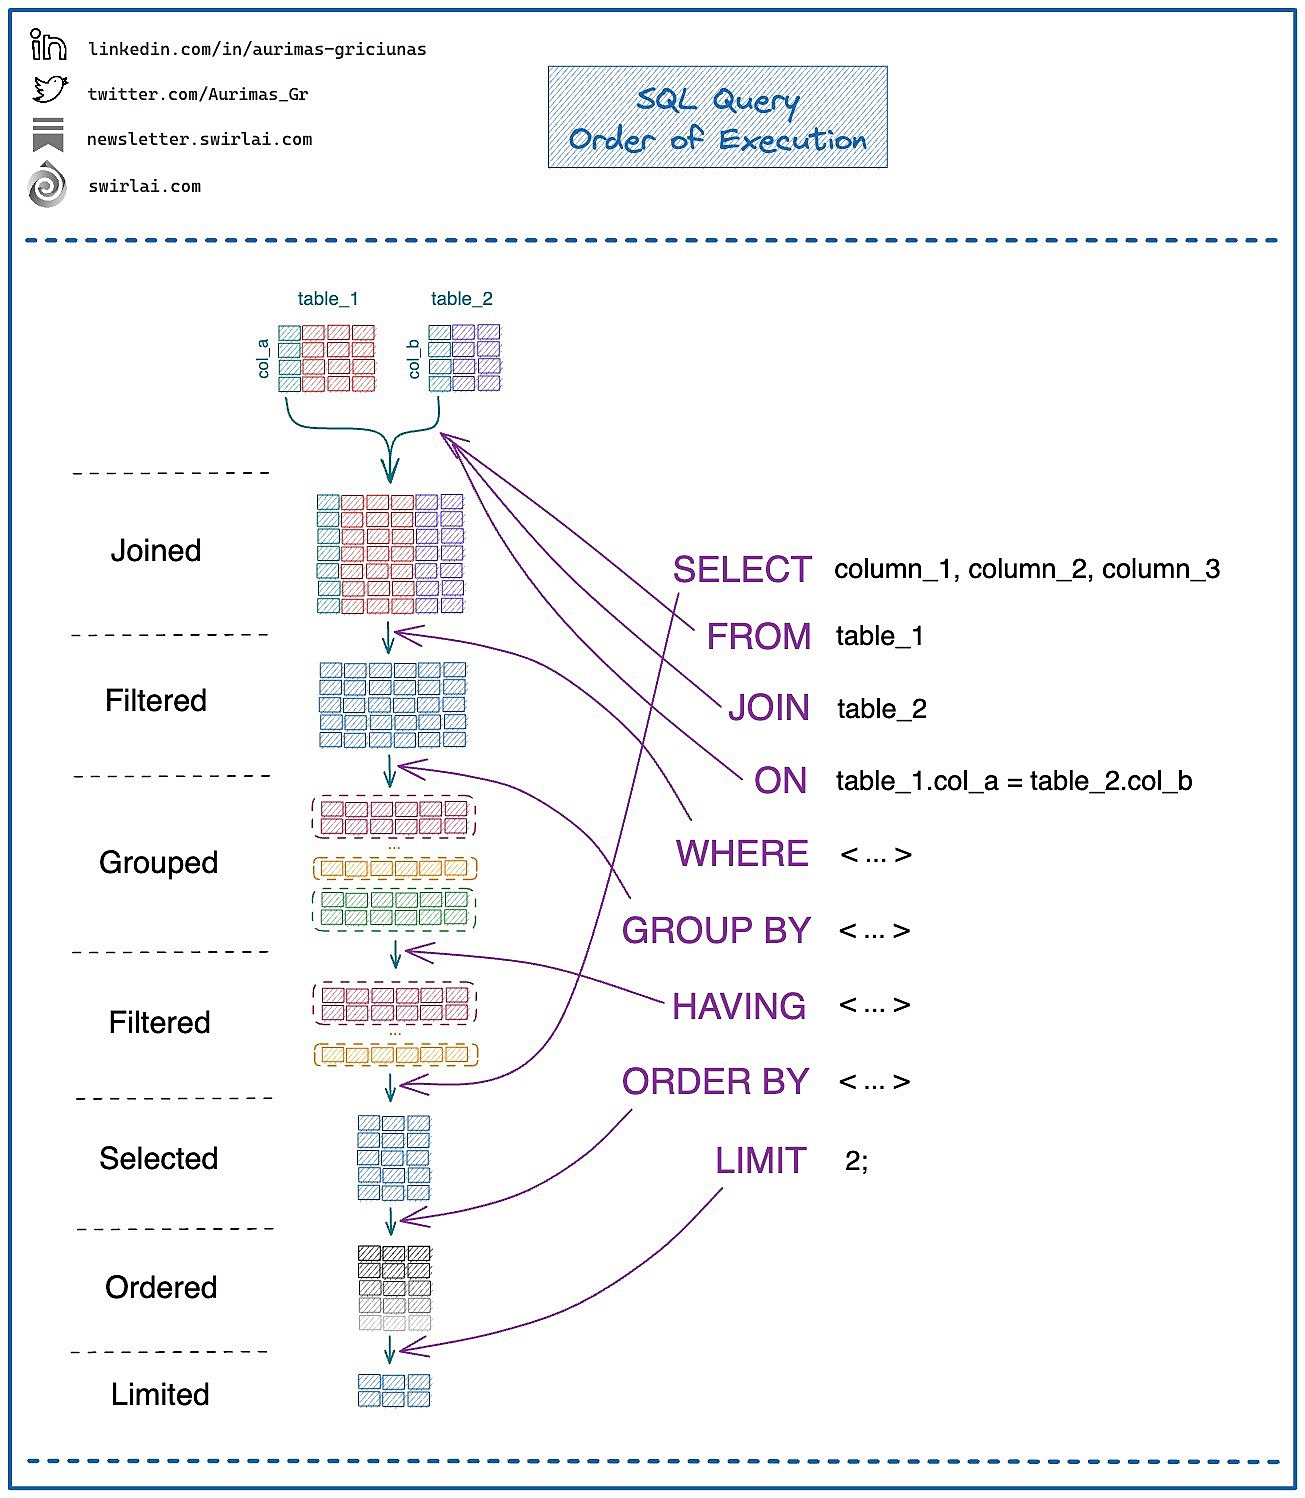 linkedin.com/in/aurimas-griciunas
twitter.com/Aurimas_Gr
newsletter.swirlai.com
swirlai.com
SQL Query
Order of Execution
table_1
table_2
col_a
col_b
Joined
Filtered
Grouped
...
Filtered
...
Selected
Ordered
Limited
SELECT column_1, column_2, column_3
FROM table_1
JOIN table_2
ON table_1.col_a = table_2.col_b
WHERE < ... >
GROUP BY < ... >
HAVING < ... >
ORDER BY < ... >
LIMIT 2;